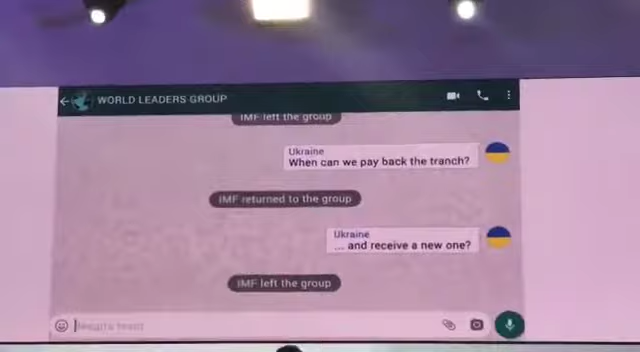 WORLD LEADERS GROUP
IMF left the group
Ukraine
When can we pay back the tranch?
IMF returned to the group
Ukraine
... and receive a new one?
IMF left the group